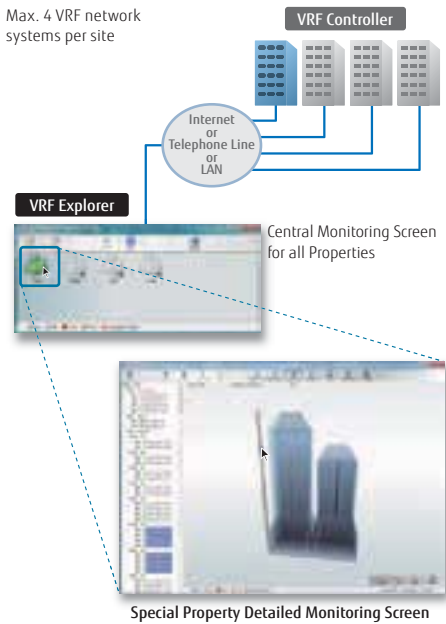 Max. 4 VRF network
systems per site
VRF Controller
Internet
or
Telephone Line
or
LAN
VRF Explorer
Central Monitoring Screen
for all Properties
Special Property Detailed Monitoring Screen